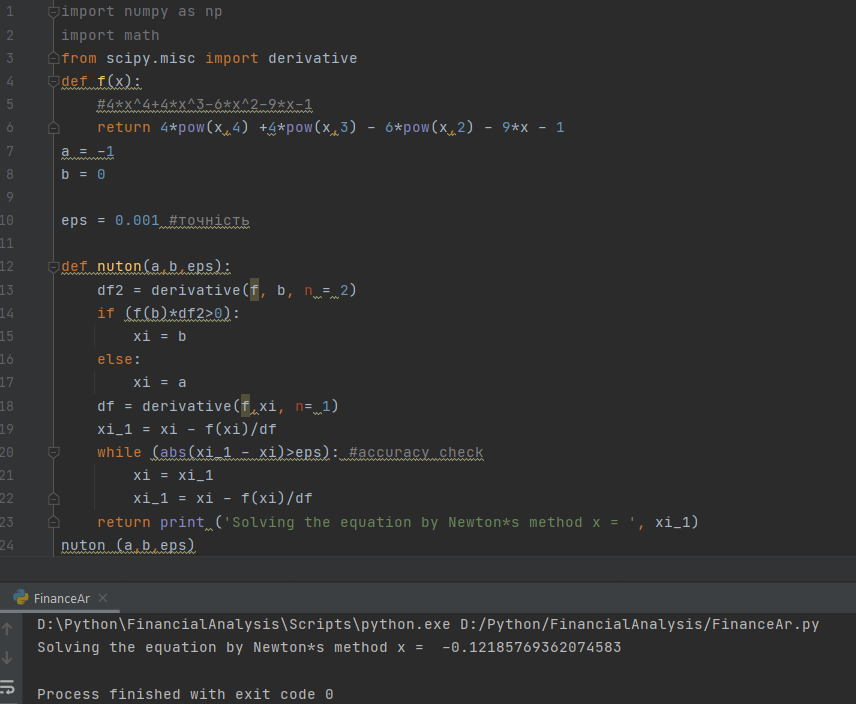 1 import numpy as np
2 import math
3 from scipy.misc import derivative
4 def f(x):
5     #4*x^4+4*x^3-6*x^2-9*x-1
6     return 4*pow(x,4) +4*pow(x,3) - 6*pow(x,2) - 9*x - 1
7 a = -1
8 b = 0
9
10 eps = 0.001 #точність
11
12 def nuton(a,b,eps):
13     df2 = derivative(f, b, n = 2)
14     if (f(b)*df2>0):
15         xi = b
16     else:
17         xi = a
18     df = derivative(f,xi, n= 1)
19     xi_1 = xi - f(xi)/df
20     while (abs(xi_1 - xi)>eps): #accuracy check
21         xi = xi_1
22         xi_1 = xi - f(xi)/df
23     return print ('Solving the equation by Newton*s method x = ', xi_1)
24 nuton (a,b,eps)
FinanceAr
D:\Python\FinancialAnalysis\Scripts\python.exe D:/Python/FinancialAnalysis/FinanceAr.py
Solving the equation by Newton*s method x =  -0.12185769362074583
Process finished with exit code 0